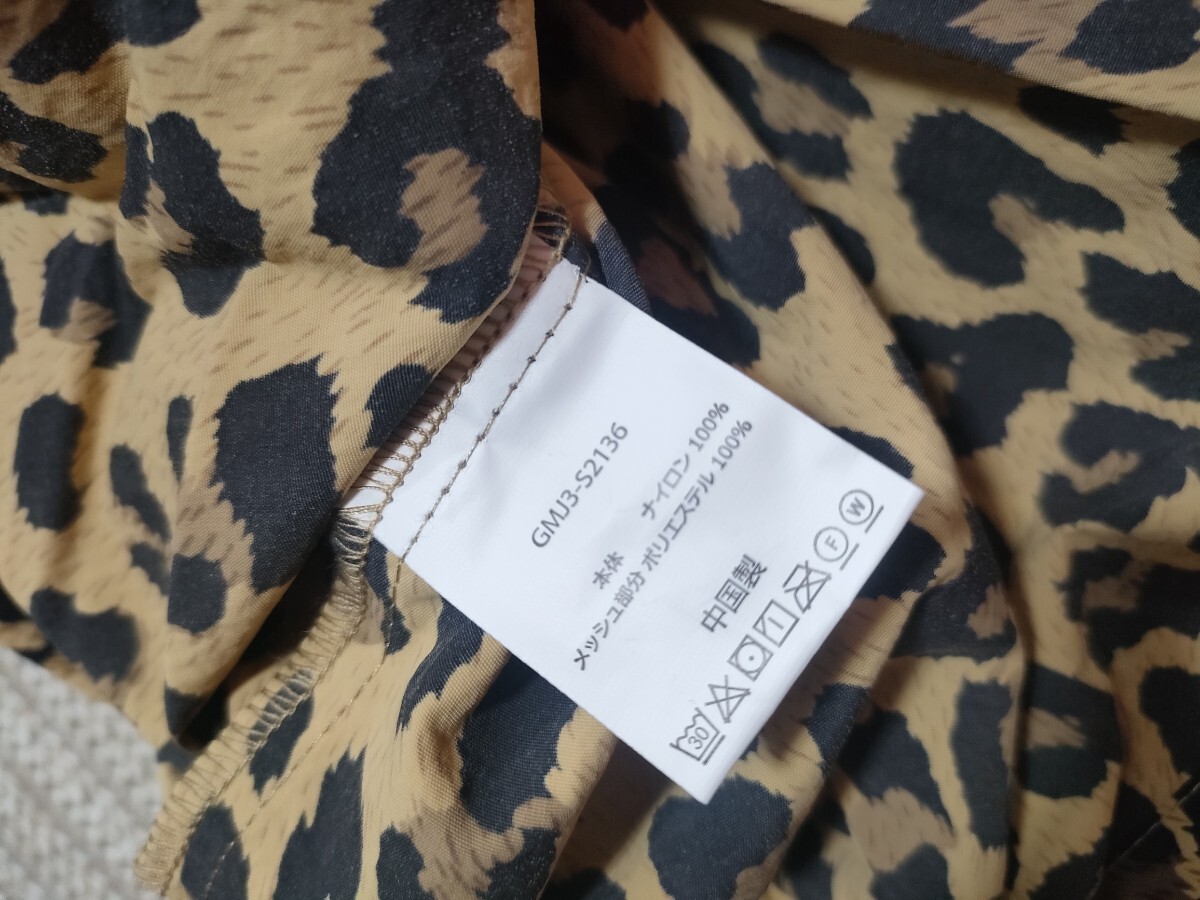 GMJ3-S2136
本体 ナイロン 100%
メッシュ部分 ポリエステル 100%
中国製
30 F W